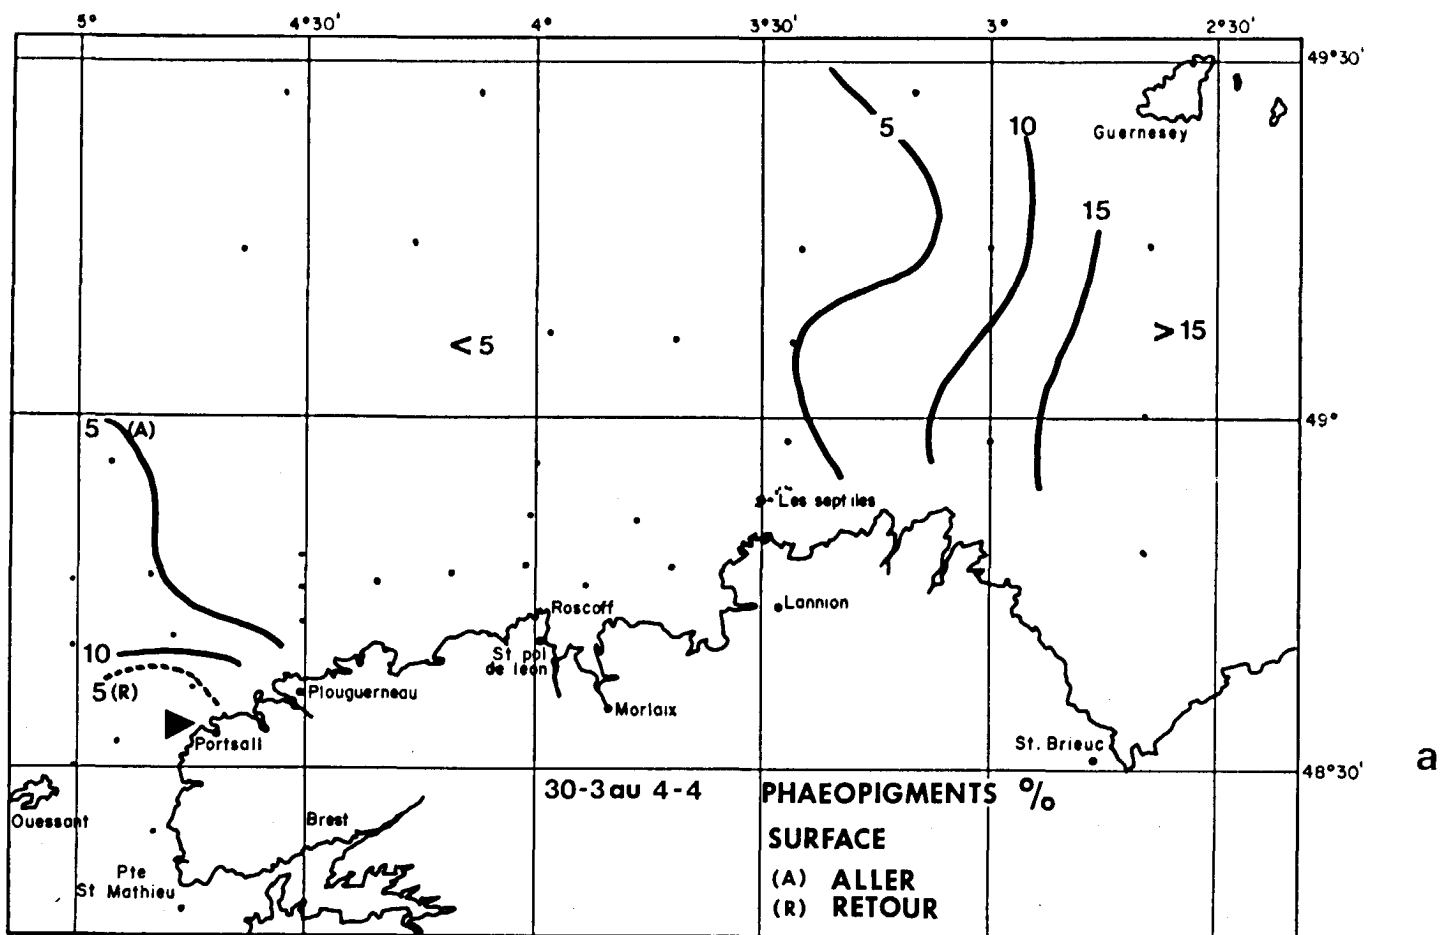 5° 4°30' 4° 3°30' 3° 2°30'
49°30'
5
10
Guernesey
15
< 5
> 15
5 (A)
49°
Les sept iles
Roscoff
Lannion
St pol
de leon
10
5 (R)
Plouguerneau
Morlaix
Portsall
St. Brieuc
a
48°30'
30-3 au 4-4
PHAEOPIGMENTS %
Ouessant
Brest
SURFACE
Pte
St Mathieu
(A) ALLER
(R) RETOUR